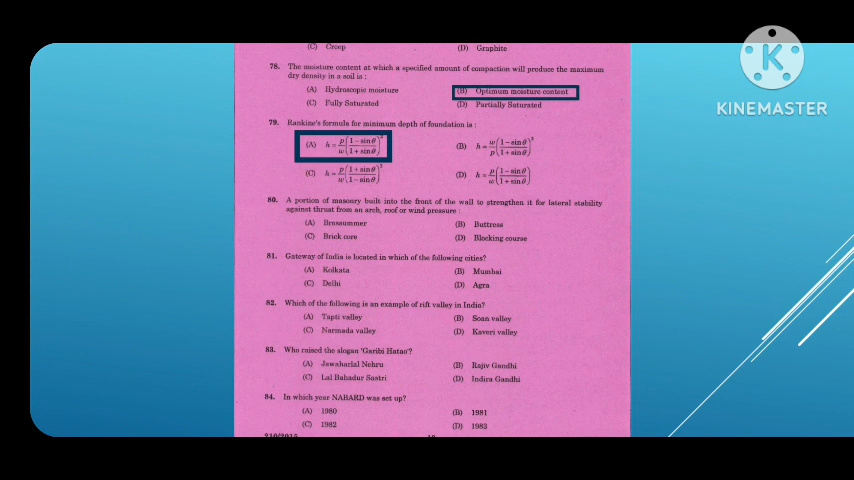 (C) Creep (D) Graphite
78. The moisture content at which a specified amount of compaction will produce the maximum
dry density in a soil is :
(A) Hydroscopic moisture (B) Optimum moisture content
(C) Fully Saturated (D) Partially Saturated
79. Rankine's formula for minimum depth of foundation is :
(A) h = p/w (1 − sin θ / 1 + sin θ)² (B) h = w/p (1 − sin θ / 1 + sin θ)²
(C) h = p/w (1 + sin θ / 1 − sin θ)² (D) h = p/w (1 − sin θ / 1 + sin θ)
80. A portion of masonry built into the front of the wall to strengthen it for lateral stability
against thrust from an arch, roof or wind pressure :
(A) Brassummer (B) Buttress
(C) Brick core (D) Blocking course
81. Gateway of India is located in which of the following cities?
(A) Kolkata (B) Mumbai
(C) Delhi (D) Agra
82. Which of the following is an example of rift valley in India?
(A) Tapti valley (B) Soan valley
(C) Narmada valley (D) Kaveri valley
83. Who raised the slogan 'Garibi Hatao'?
(A) Jawaharlal Nehru (B) Rajiv Gandhi
(C) Lal Bahadur Sastri (D) Indira Gandhi
84. In which year NABARD was set up?
(A) 1980 (B) 1981
(C) 1982 (D) 1983
210/2015
K
KINEMASTER